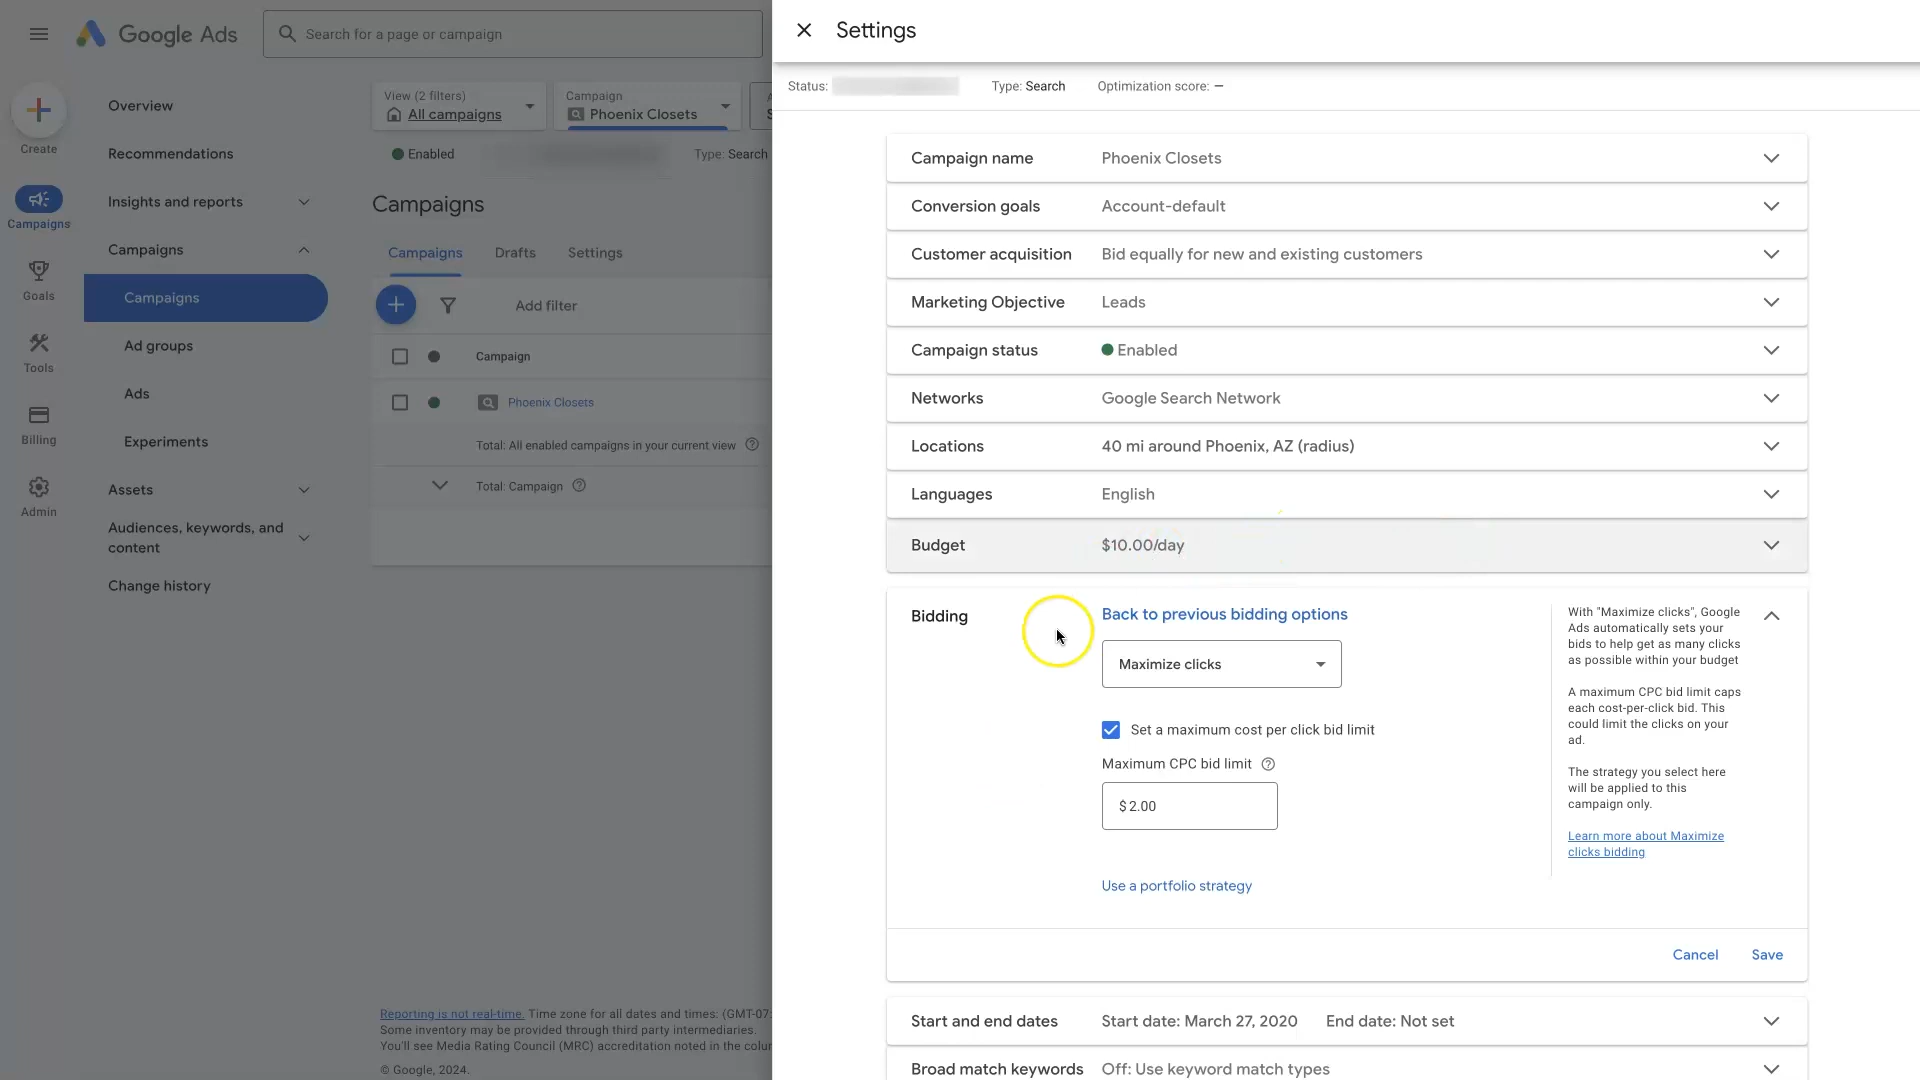 Google Ads
Search for a page or campaign
Create
Campaigns
Goals
Tools
Billing
Admin
Overview
Recommendations
Insights and reports
Campaigns
Campaigns
Ad groups
Ads
Experiments
Assets
Audiences, keywords, and
content
Change history
View (2 filters)
All campaigns
Campaign
Phoenix Closets
Enabled
Type: Search
Campaigns
Campaigns Drafts Settings
Add filter
Campaign
Phoenix Closets
Total: All enabled campaigns in your current view
Total: Campaign
Reporting is not real-time. Time zone for all dates and times: (GMT-07:
Some inventory may be provided through third party intermediaries.
You'll see Media Rating Council (MRC) accreditation noted in the colu
© Google, 2024.
Settings
Status: Type: Search Optimization score: –
Campaign name Phoenix Closets
Conversion goals Account-default
Customer acquisition Bid equally for new and existing customers
Marketing Objective Leads
Campaign status Enabled
Networks Google Search Network
Locations 40 mi around Phoenix, AZ (radius)
Languages English
Budget $10.00/day
Bidding
Back to previous bidding options
Maximize clicks
Set a maximum cost per click bid limit
Maximum CPC bid limit
$ 2.00
Use a portfolio strategy
With "Maximize clicks", Google
Ads automatically sets your
bids to help get as many clicks
as possible within your budget
A maximum CPC bid limit caps
each cost-per-click bid. This
could limit the clicks on your
ad.
The strategy you select here
will be applied to this
campaign only.
Learn more about Maximize
clicks bidding
Cancel Save
Start and end dates Start date: March 27, 2020 End date: Not set
Broad match keywords Off: Use keyword match types